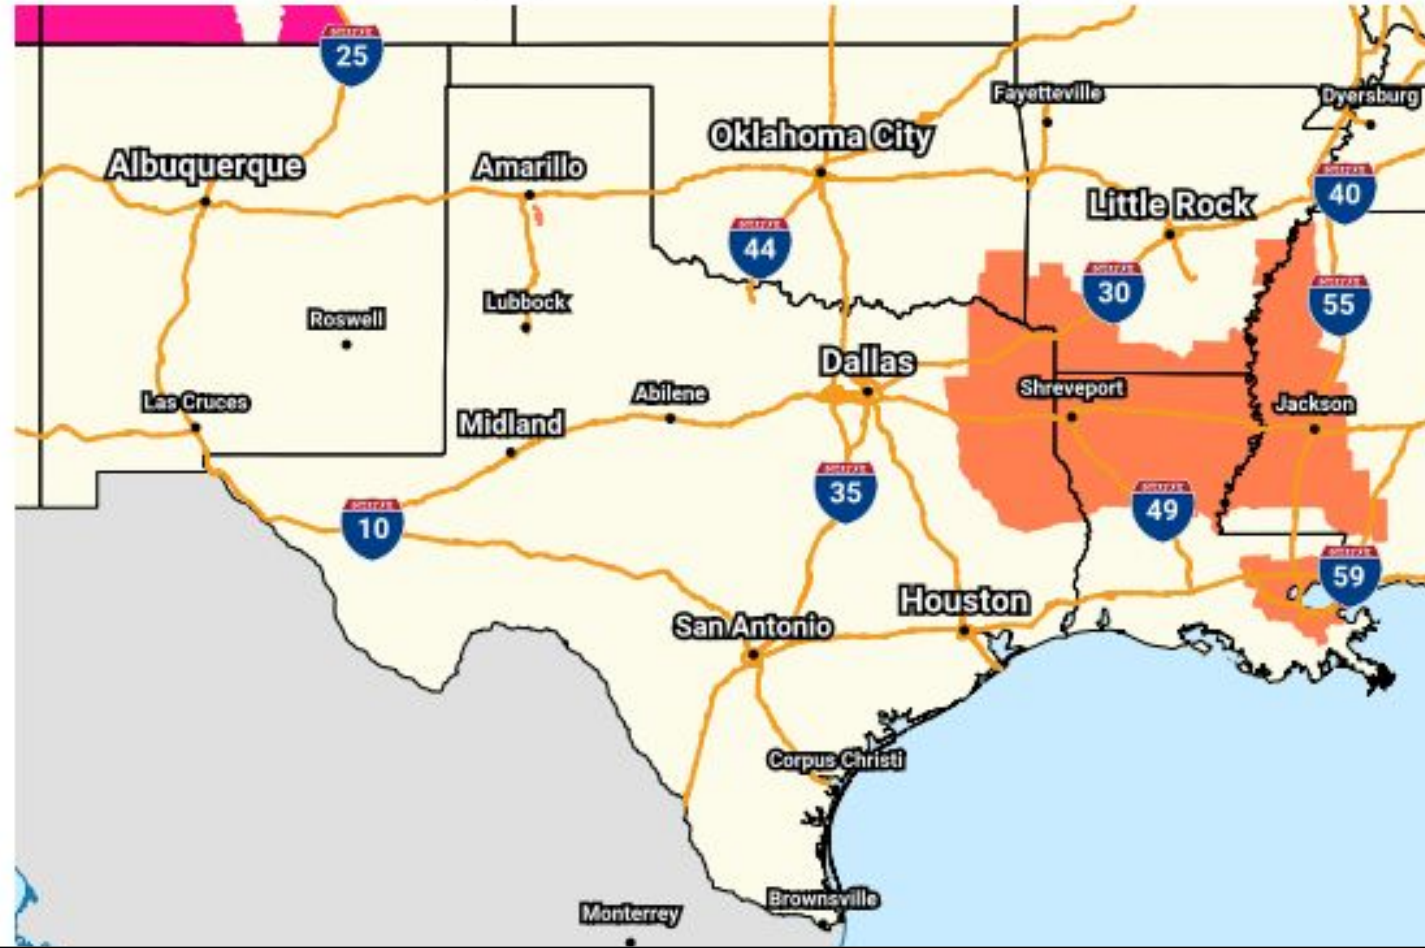 25
Fayetteville
Dyersburg
Oklahoma City
Albuquerque
Amarillo
40
Little Rock
44
30
55
Lubbock
Roswell
Dallas
Shreveport
Abilene
Las Cruces
Jackson
Midland
35
49
10
59
Houston
San Antonio
Corpus Christi
Brownsville
Monterrey